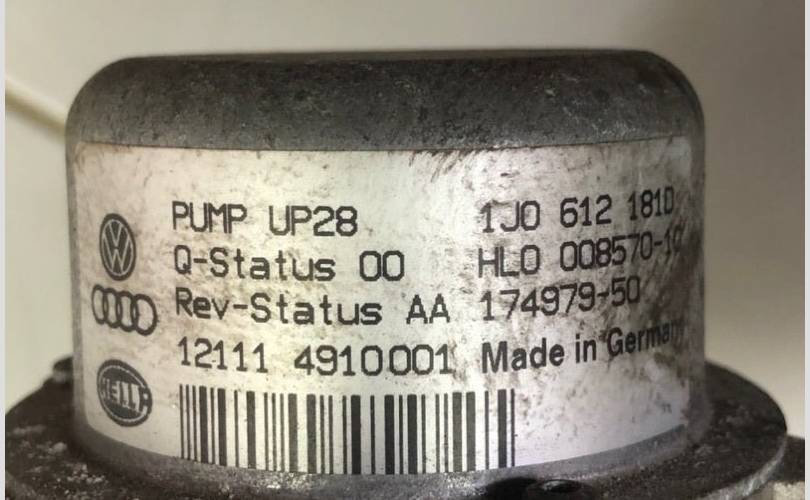 PUMP UP28 1J0 612 181D
Q-Status 00 HLO 008570-10
Rev-Status AA 174979-50
12111 4910001 Made in Germany
HELLA